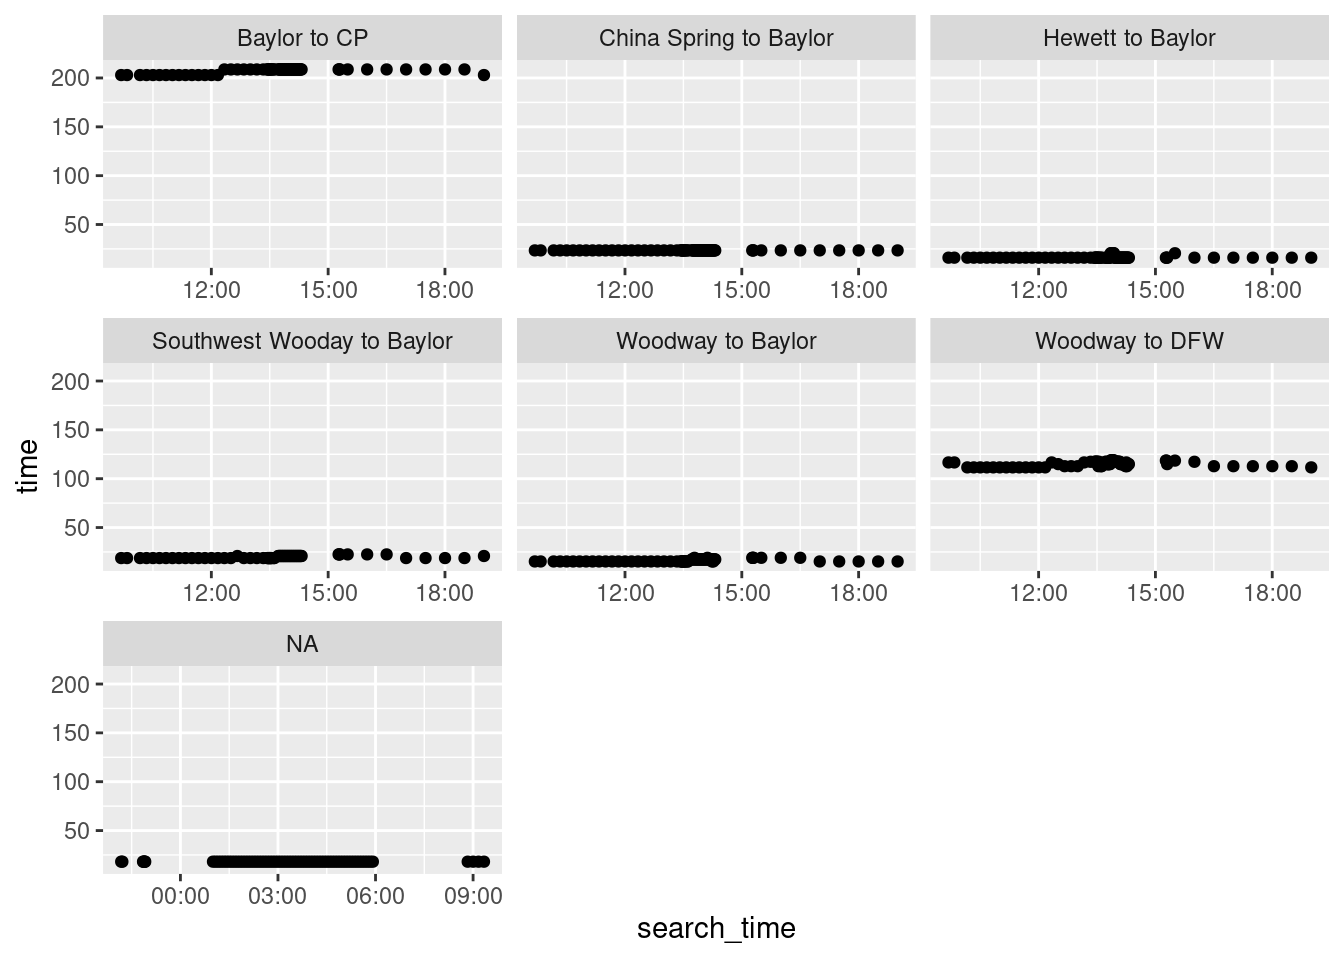 Baylor to CP China Spring to Baylor Hewett to Baylor
200
150
100
50
12:00 15:00 18:00 12:00 15:00 18:00 12:00 15:00 18:00
Southwest Wooday to Baylor Woodway to Baylor Woodway to DFW
200
150
100
50
time
12:00 15:00 18:00 12:00 15:00 18:00 12:00 15:00 18:00
NA
200
150
100
50
00:00 03:00 06:00 09:00
search_time